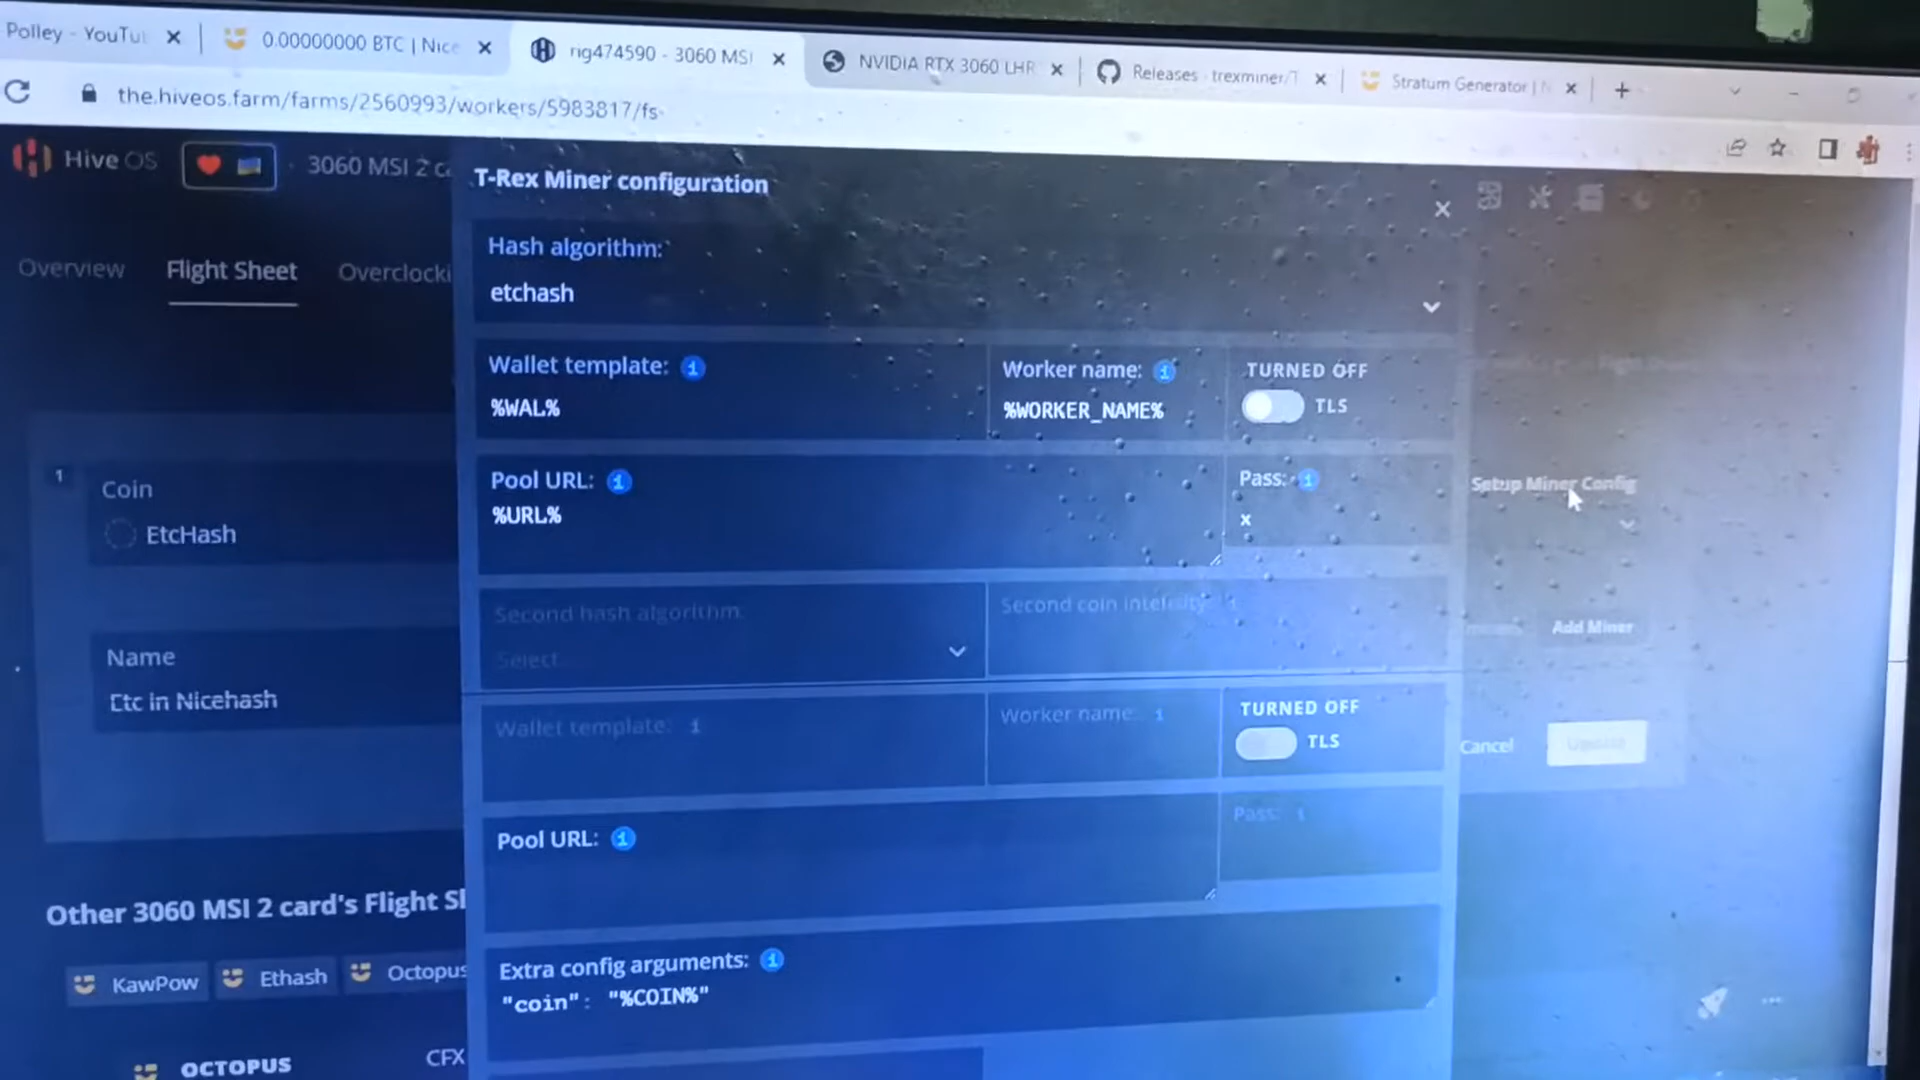 Polley - YouTu
0.00000000 BTC | Nice
rig474590 - 3060 MSI
NVIDIA RTX 3060 LHR
Releases · trexminer/T
Stratum Generator | N
the.hiveos.farm/farms/2560993/workers/5983817/fs
Hive OS
3060 MSI 2 ca
T-Rex Miner configuration
Overview
Flight Sheet
Overclocki
Hash algorithm:
etchash
Wallet template:
%WAL%
Worker name:
%WORKER_NAME%
TURNED OFF
TLS
1
Coin
EtcHash
Pool URL:
%URL%
Pass:
x
Setup Miner Config
Second hash algorithm
Select
Second coin intensity
Add Miner
Name
Etc in Nicehash
Wallet template:
Worker name
TURNED OFF
TLS
Cancel
Update
Pool URL:
Pass:
Other 3060 MSI 2 card's Flight Sl
KawPow
Ethash
Octopus
Extra config arguments:
"coin": "%COIN%"
OCTOPUS
CFX